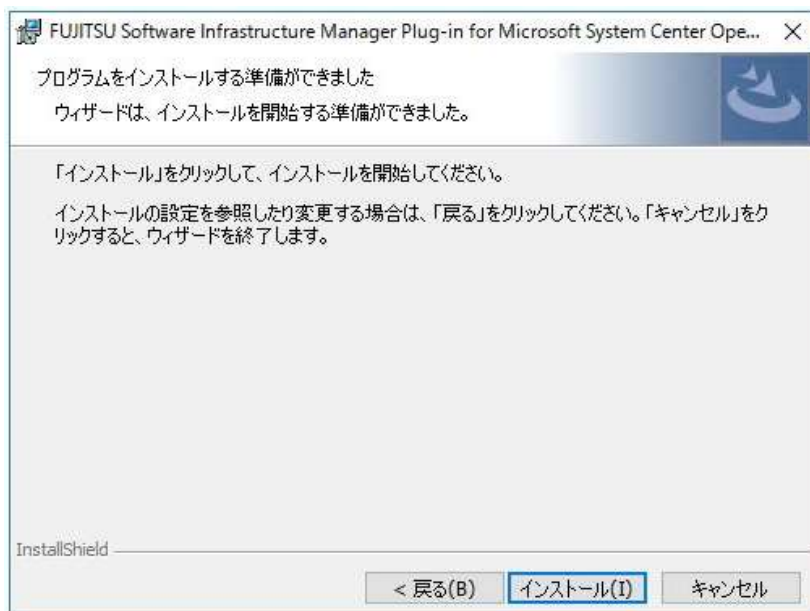 FUJITSU Software Infrastructure Manager Plug-in for Microsoft System Center Ope...
プログラムをインストールする準備ができました
ウィザードは、インストールを開始する準備ができました。
「インストール」をクリックして、インストールを開始してください。
インストールの設定を参照したり変更する場合は、「戻る」をクリックしてください。「キャンセル」をク
リックすると、ウィザードを終了します。
InstallShield
< 戻る(B)
インストール(I)
キャンセル